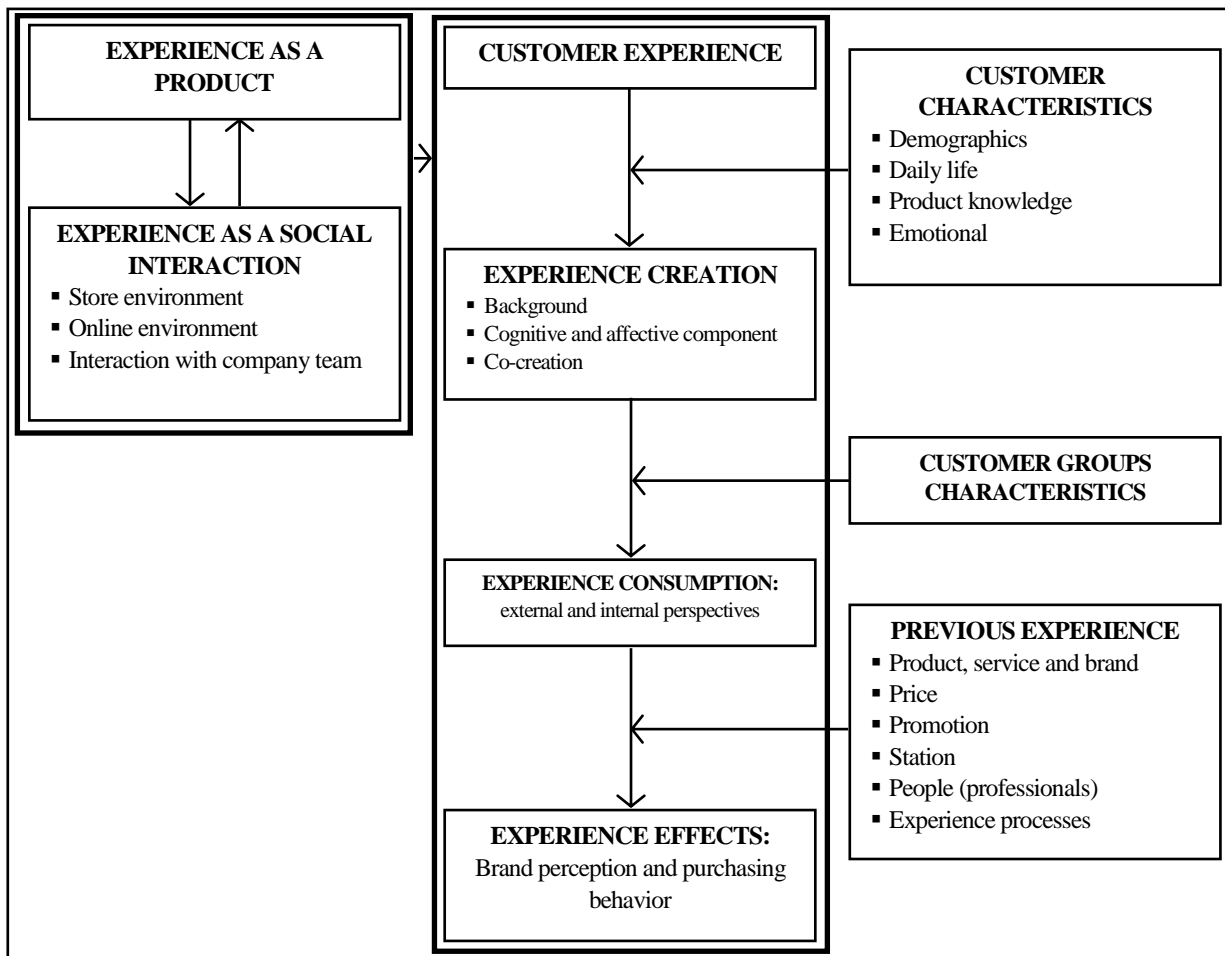 EXPERIENCE AS A
PRODUCT
EXPERIENCE AS A SOCIAL
INTERACTION
▪ Store environment
▪ Online environment
▪ Interaction with company team
CUSTOMER EXPERIENCE
EXPERIENCE CREATION
▪ Background
▪ Cognitive and affective component
▪ Co-creation
EXPERIENCE CONSUMPTION:
external and internal perspectives
EXPERIENCE EFFECTS:
Brand perception and purchasing
behavior
CUSTOMER
CHARACTERISTICS
▪ Demographics
▪ Daily life
▪ Product knowledge
▪ Emotional
CUSTOMER GROUPS
CHARACTERISTICS
PREVIOUS EXPERIENCE
▪ Product, service and brand
▪ Price
▪ Promotion
▪ Station
▪ People (professionals)
▪ Experience processes